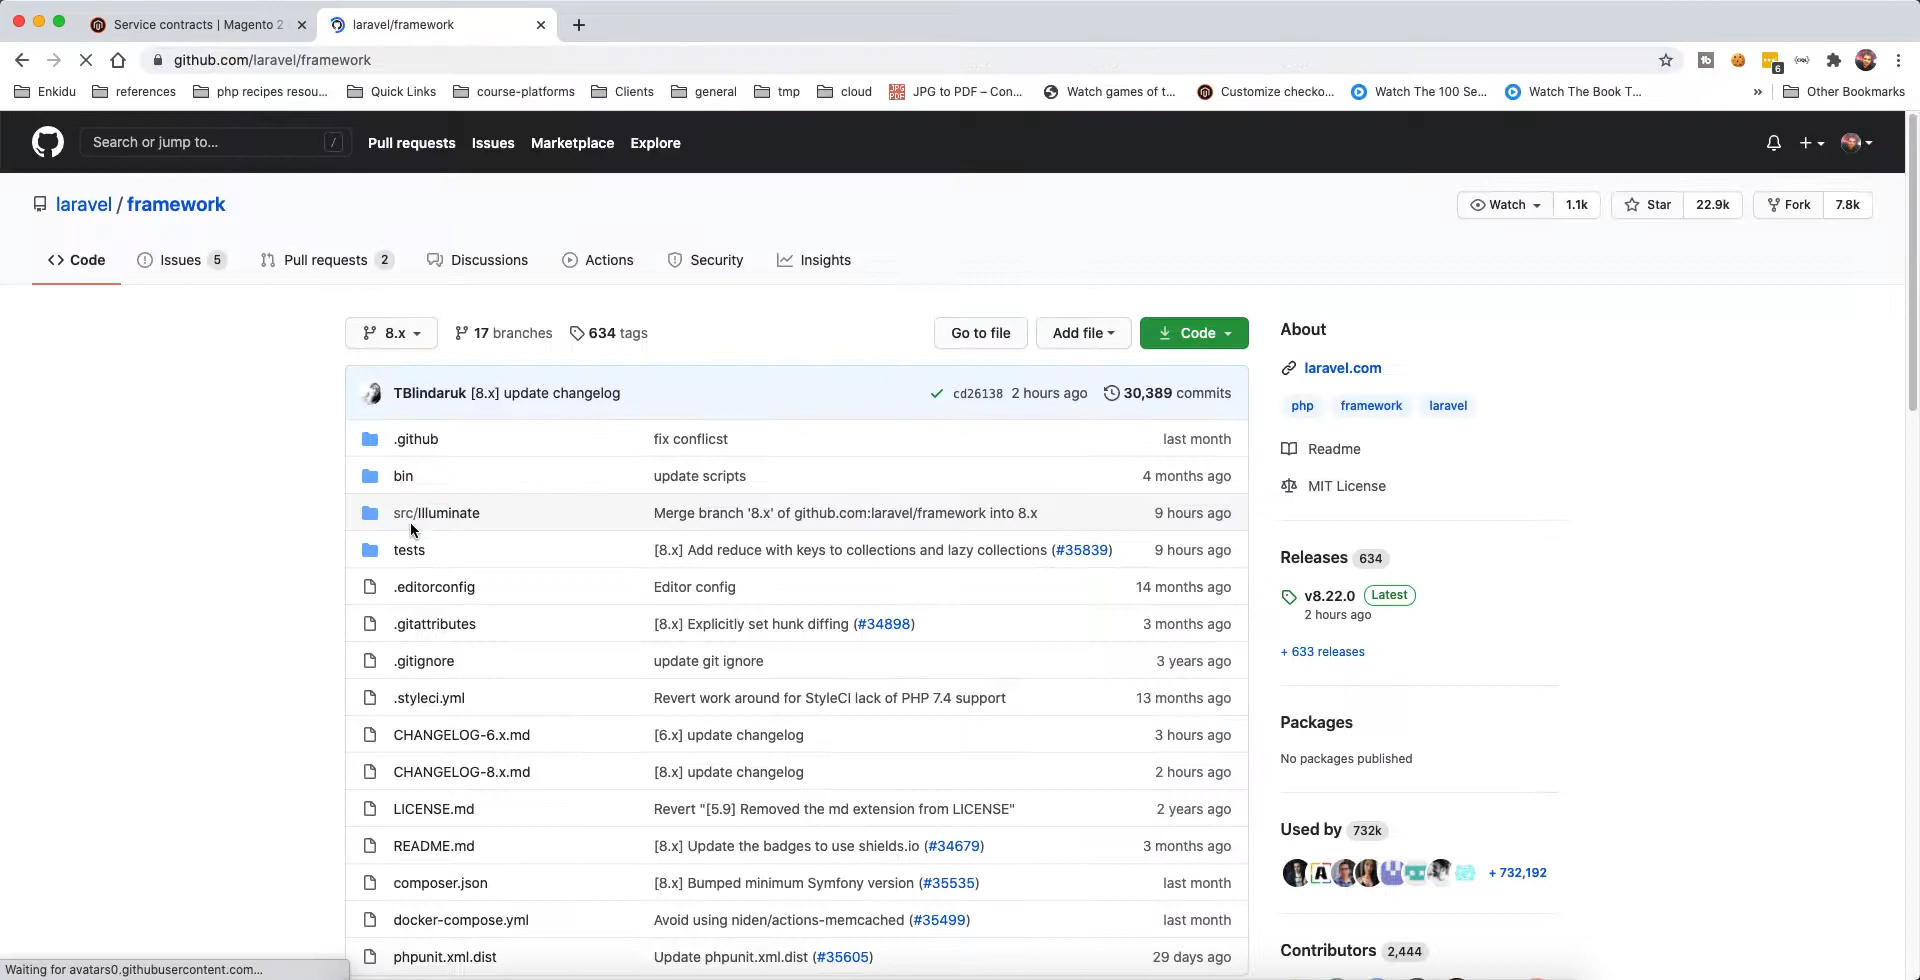 Service contracts | Magento 2
laravel/framework
github.com/laravel/framework
6
Enkidu references php recipes resou... Quick Links course-platforms Clients general tmp cloud JPG to PDF – Con... Watch games of t... Customize checko... Watch The 100 Se... Watch The Book T... » Other Bookmarks
Search or jump to... / Pull requests Issues Marketplace Explore
laravel / framework Watch 1.1k Star 22.9k Fork 7.8k
Code Issues 5 Pull requests 2 Discussions Actions Security Insights
8.x 17 branches 634 tags Go to file Add file Code
TBlindaruk [8.x] update changelog cd26138 2 hours ago 30,389 commits
.github fix conflicst last month
bin update scripts 4 months ago
src/Illuminate Merge branch '8.x' of github.com:laravel/framework into 8.x 9 hours ago
tests [8.x] Add reduce with keys to collections and lazy collections (#35839) 9 hours ago
.editorconfig Editor config 14 months ago
.gitattributes [8.x] Explicitly set hunk diffing (#34898) 3 months ago
.gitignore update git ignore 3 years ago
.styleci.yml Revert work around for StyleCI lack of PHP 7.4 support 13 months ago
CHANGELOG-6.x.md [6.x] update changelog 3 hours ago
CHANGELOG-8.x.md [8.x] update changelog 2 hours ago
LICENSE.md Revert "[5.9] Removed the md extension from LICENSE" 2 years ago
README.md [8.x] Update the badges to use shields.io (#34679) 3 months ago
composer.json [8.x] Bumped minimum Symfony version (#35535) last month
docker-compose.yml Avoid using niden/actions-memcached (#35499) last month
phpunit.xml.dist Update phpunit.xml.dist (#35605) 29 days ago
About
laravel.com
php framework laravel
Readme
MIT License
Releases 634
v8.22.0 Latest
2 hours ago
+ 633 releases
Packages
No packages published
Used by 732k
+ 732,192
Contributors 2,444
Waiting for avatars0.githubusercontent.com...